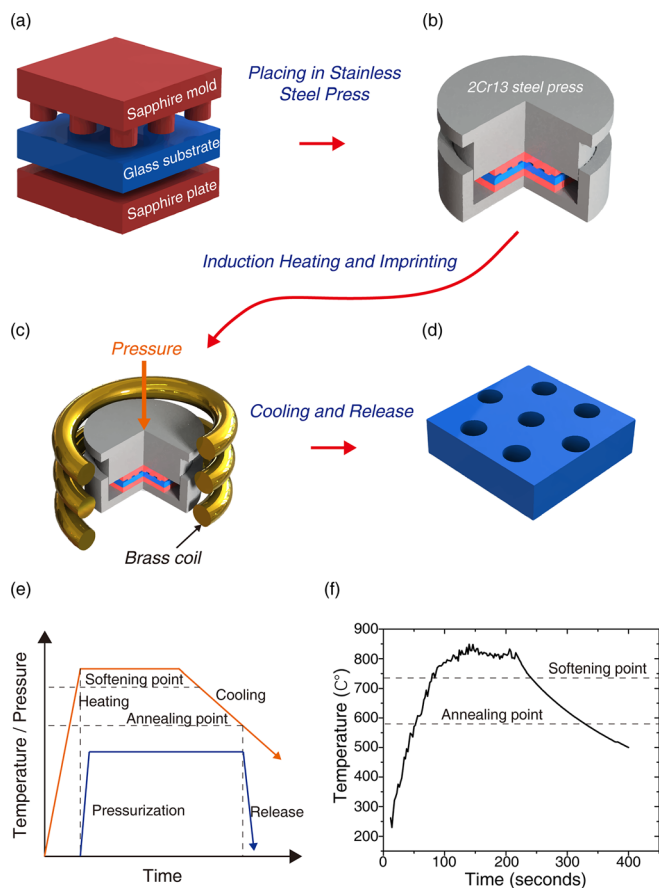 (a)
Sapphire mold
Glass substrate
Sapphire plate
Placing in Stainless
Steel Press
(b)
2Cr13 steel press
Induction Heating and Imprinting
(c)
Pressure
Brass coil
Cooling and Release
(d)
(e)
Temperature / Pressure
Softening point
Heating
Cooling
Annealing point
Pressurization
Release
Time
(f)
Temperature (C°)
900
800
700
600
500
400
300
200
Softening point
Annealing point
0
100
200
300
400
Time (seconds)